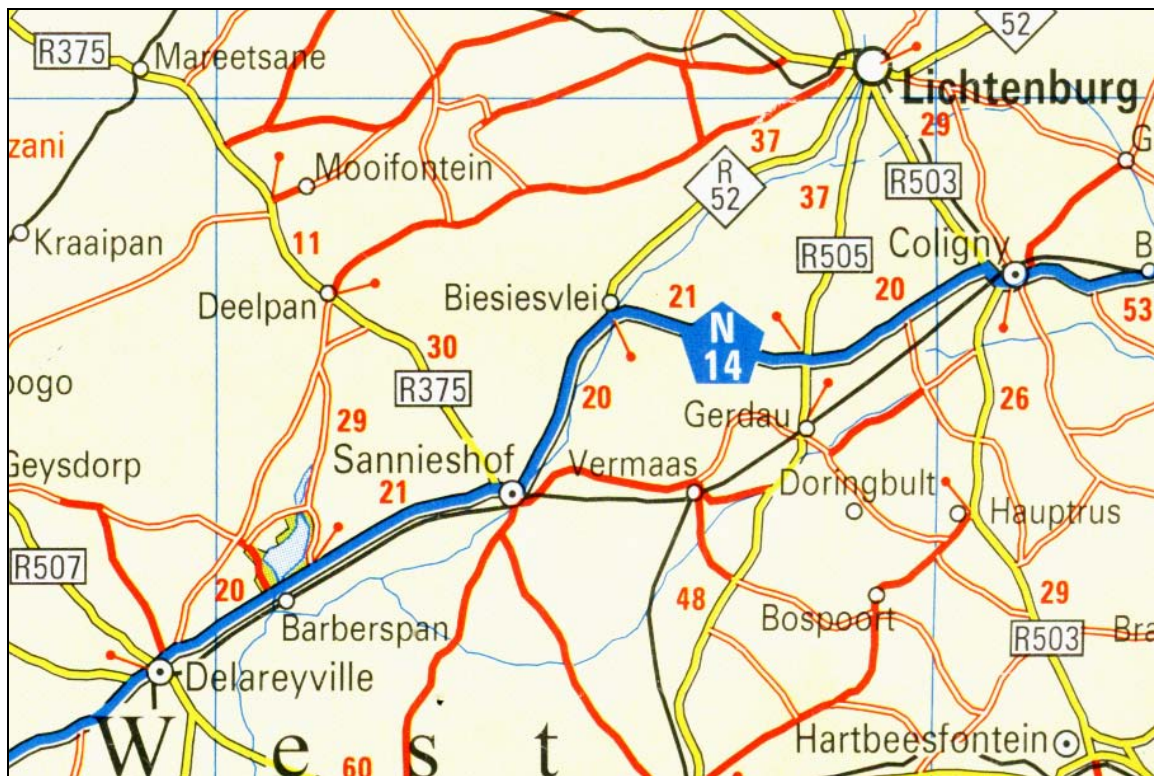 52
R375
Mareetsane
Lichtenburg
29
37
G
zani
Mooifontein
R
52
37
R503
Kraaipan
11
Coligny
B
R505
Deelpan
Biesiesvlei
21
20
53
N
14
30
R375
20
26
ogo
29
Gerdau
Geysdorp
Sannieshof
Vermaas
21
Doringbult
Hauptrus
R507
20
48
29
Barberspan
Bospoort
R503
Bra
Delareyville
West
Hartbeesfontein
60